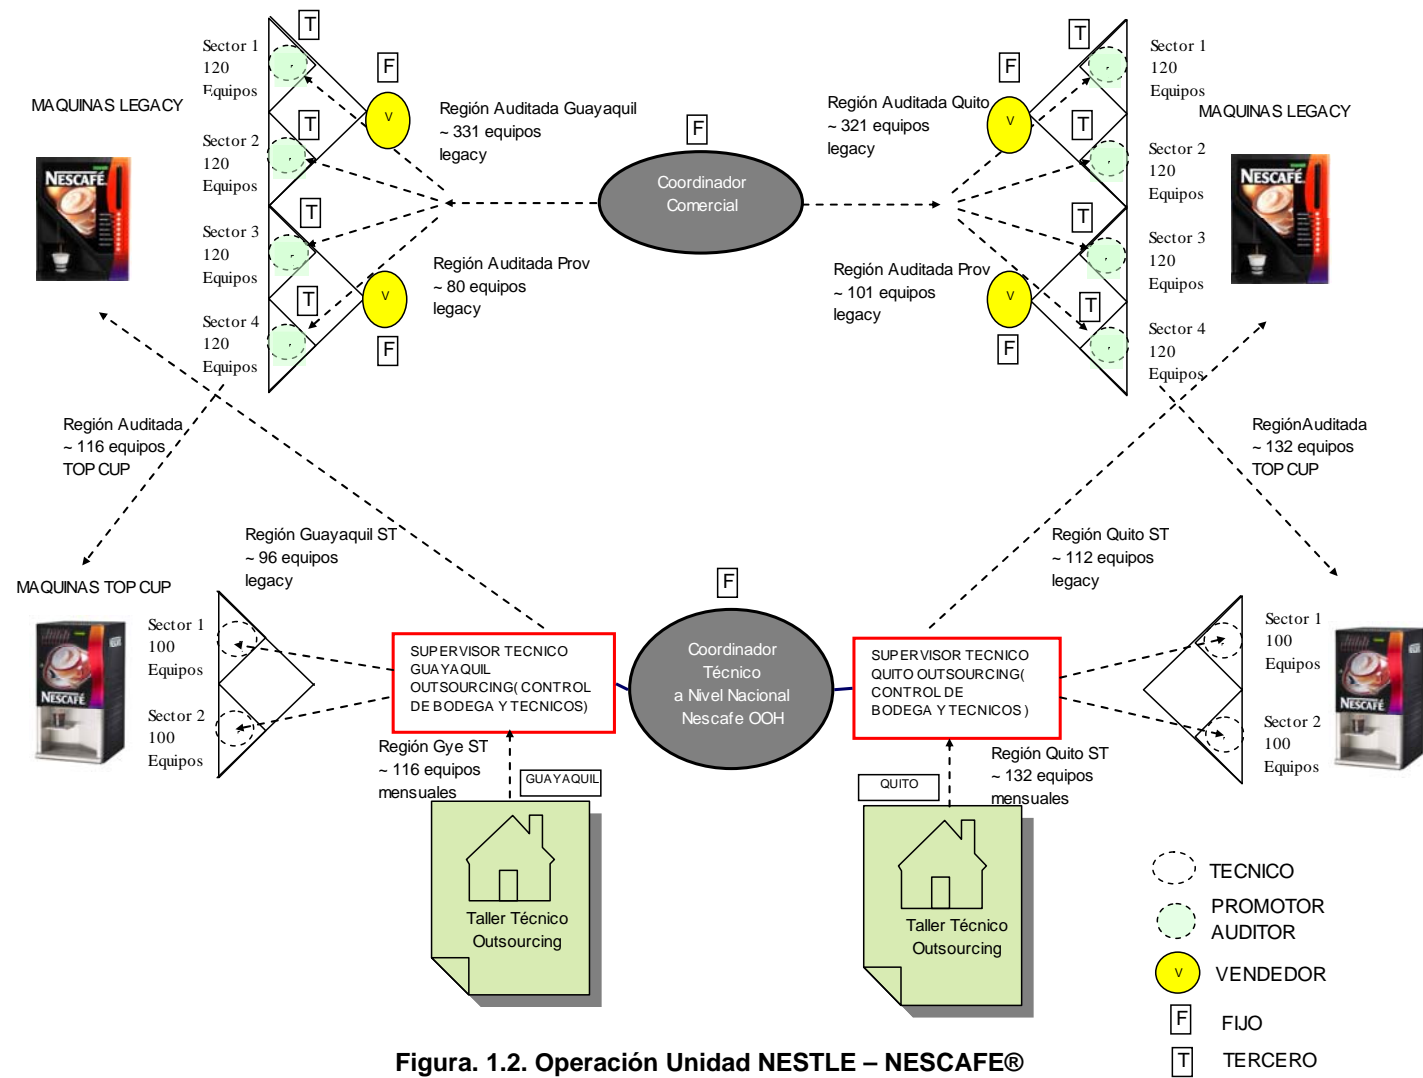 T
Sector 1
120
Equipos
F
MAQUINAS LEGACY
V
Región Auditada Guayaquil
~ 331 equipos
legacy
T
Sector 2
120
Equipos
NESCAFÉ
T
Sector 3
120
Equipos
Región Auditada Prov
~ 80 equipos
legacy
T
V
Sector 4
120
Equipos
F
F
Coordinador
Comercial
Región Auditada Quito
~ 321 equipos
legacy
F
V
T
Sector 1
120
Equipos
MAQUINAS LEGACY
T
Sector 2
120
Equipos
NESCAFÉ
T
Sector 3
120
Equipos
Región Auditada Prov
~ 101 equipos
legacy
V
T
F
Sector 4
120
Equipos
Región Auditada
~ 116 equipos
TOP CUP
RegiónAuditada
~ 132 equipos
TOP CUP
Región Guayaquil ST
~ 96 equipos
legacy
Región Quito ST
~ 112 equipos
legacy
MAQUINAS TOP CUP
NESCAFÉ
Sector 1
100
Equipos
Sector 2
100
Equipos
SUPERVISOR TECNICO
GUAYAQUIL
OUTSOURCING( CONTROL
DE BODEGA Y TECNICOS)
F
Coordinador
Técnico
a Nivel Nacional
Nescafe OOH
SUPERVISOR TECNICO
QUITO OUTSOURCING(
CONTROL DE
BODEGA Y TECNICOS )
Sector 1
100
Equipos
Sector 2
100
Equipos
NESCAFÉ
Región Gye ST
~ 116 equipos
mensuales
GUAYAQUIL
Taller Técnico
Outsourcing
QUITO
Región Quito ST
~ 132 equipos
mensuales
Taller Técnico
Outsourcing
TECNICO
PROMOTOR
AUDITOR
V
VENDEDOR
F
FIJO
T
TERCERO
Figura. 1.2. Operación Unidad NESTLE – NESCAFE®